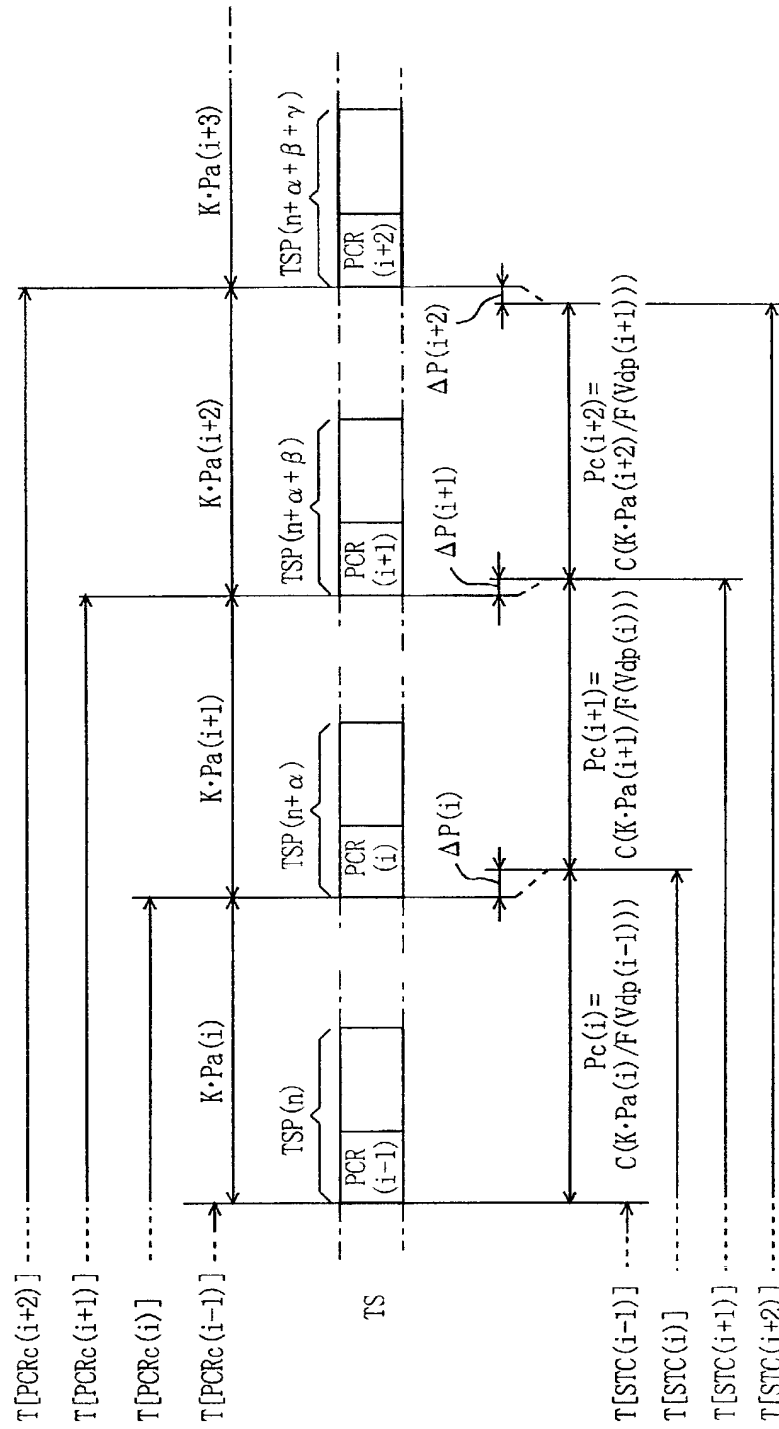 T[PCRc(i+2)]
T[PCRc(i+1)]
T[PCRc(i)]
T[PCRc(i-1)]
K·Pa(i)
K·Pa(i+1)
K·Pa(i+2)
K·Pa(i+3)
TSP(n)
TSP(n+α)
TSP(n+α+β)
TSP(n+α+β+γ)
TS
PCR
(i-1)
PCR
(i)
PCR
(i+1)
PCR
(i+2)
ΔP(i)
ΔP(i+1)
ΔP(i+2)
Pc(i)=
C(K·Pa(i)/F(Vdp(i-1)))
Pc(i+1)=
C(K·Pa(i+1)/F(Vdp(i)))
Pc(i+2)=
C(K·Pa(i+2)/F(Vdp(i+1)))
T[STC(i-1)]
T[STC(i)]
T[STC(i+1)]
T[STC(i+2)]